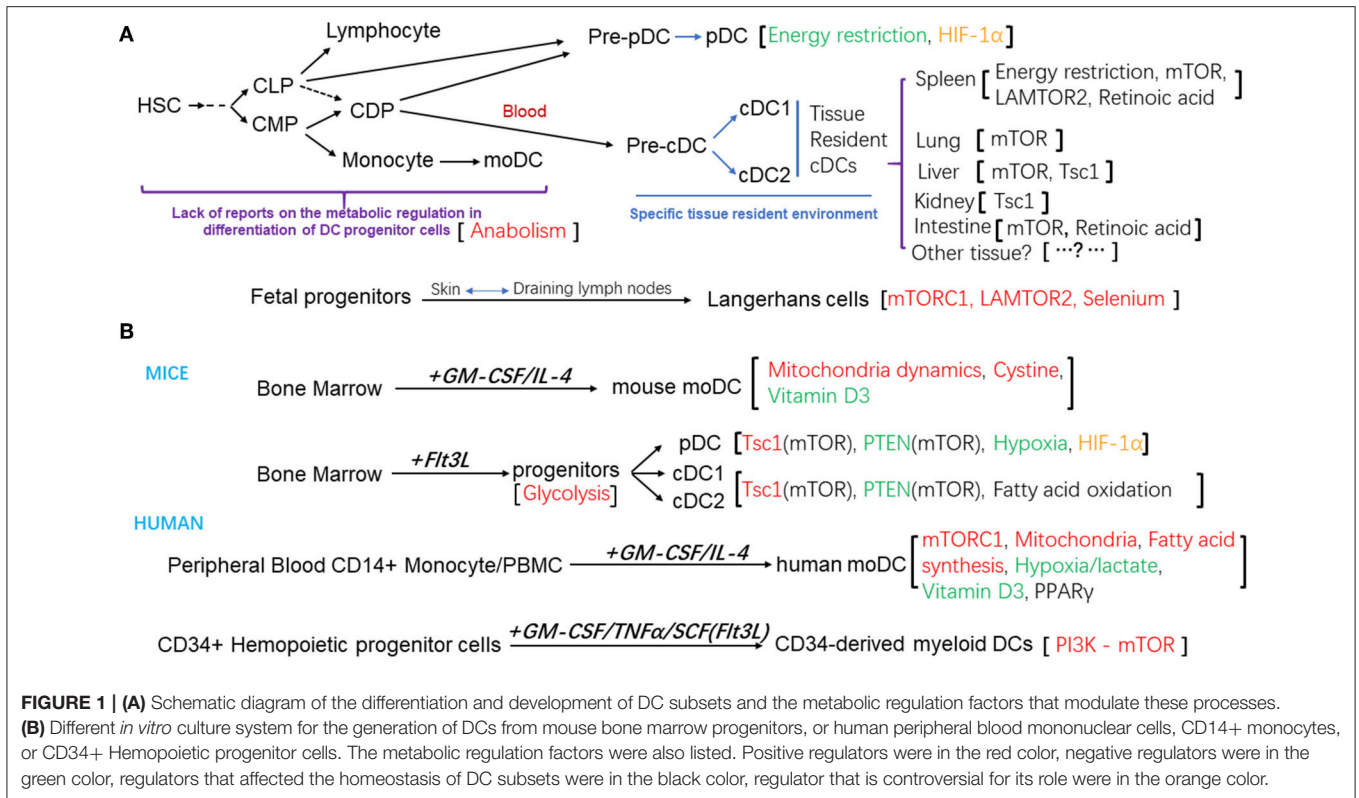 A
Lymphocyte
Pre-pDC pDC [Energy restriction, HIF-1α]
CLP
HSC
CDP
CMP
Blood
Monocyte moDC
Pre-cDC
cDC1
cDC2
Tissue
Resident
cDCs
Spleen [Energy restriction, mTOR,
LAMTOR2, Retinoic acid]
Lung [mTOR]
Liver [mTOR, Tsc1]
Kidney [Tsc1]
Intestine [mTOR, Retinoic acid]
Other tissue? [···?···]
Lack of reports on the metabolic regulation in
differentiation of DC progenitor cells [Anabolism]
Specific tissue resident environment
Fetal progenitors Skin Draining lymph nodes Langerhans cells [mTORC1, LAMTOR2, Selenium]
B
MICE
Bone Marrow +GM-CSF/IL-4 mouse moDC [Mitochondria dynamics, Cystine,
Vitamin D3]
Bone Marrow +Flt3L progenitors
[Glycolysis]
pDC [Tsc1(mTOR), PTEN(mTOR), Hypoxia, HIF-1α]
cDC1
cDC2 [Tsc1(mTOR), PTEN(mTOR), Fatty acid oxidation]
HUMAN
Peripheral Blood CD14+ Monocyte/PBMC +GM-CSF/IL-4 human moDC [mTORC1, Mitochondria, Fatty acid
synthesis, Hypoxia/lactate,
Vitamin D3, PPARγ]
CD34+ Hemopoietic progenitor cells +GM-CSF/TNFα/SCF(Flt3L) CD34-derived myeloid DCs [PI3K - mTOR]
FIGURE 1 | (A) Schematic diagram of the differentiation and development of DC subsets and the metabolic regulation factors that modulate these processes.
(B) Different in vitro culture system for the generation of DCs from mouse bone marrow progenitors, or human peripheral blood mononuclear cells, CD14+ monocytes,
or CD34+ Hemopoietic progenitor cells. The metabolic regulation factors were also listed. Positive regulators were in the red color, negative regulators were in the
green color, regulators that affected the homeostasis of DC subsets were in the black color, regulator that is controversial for its role were in the orange color.